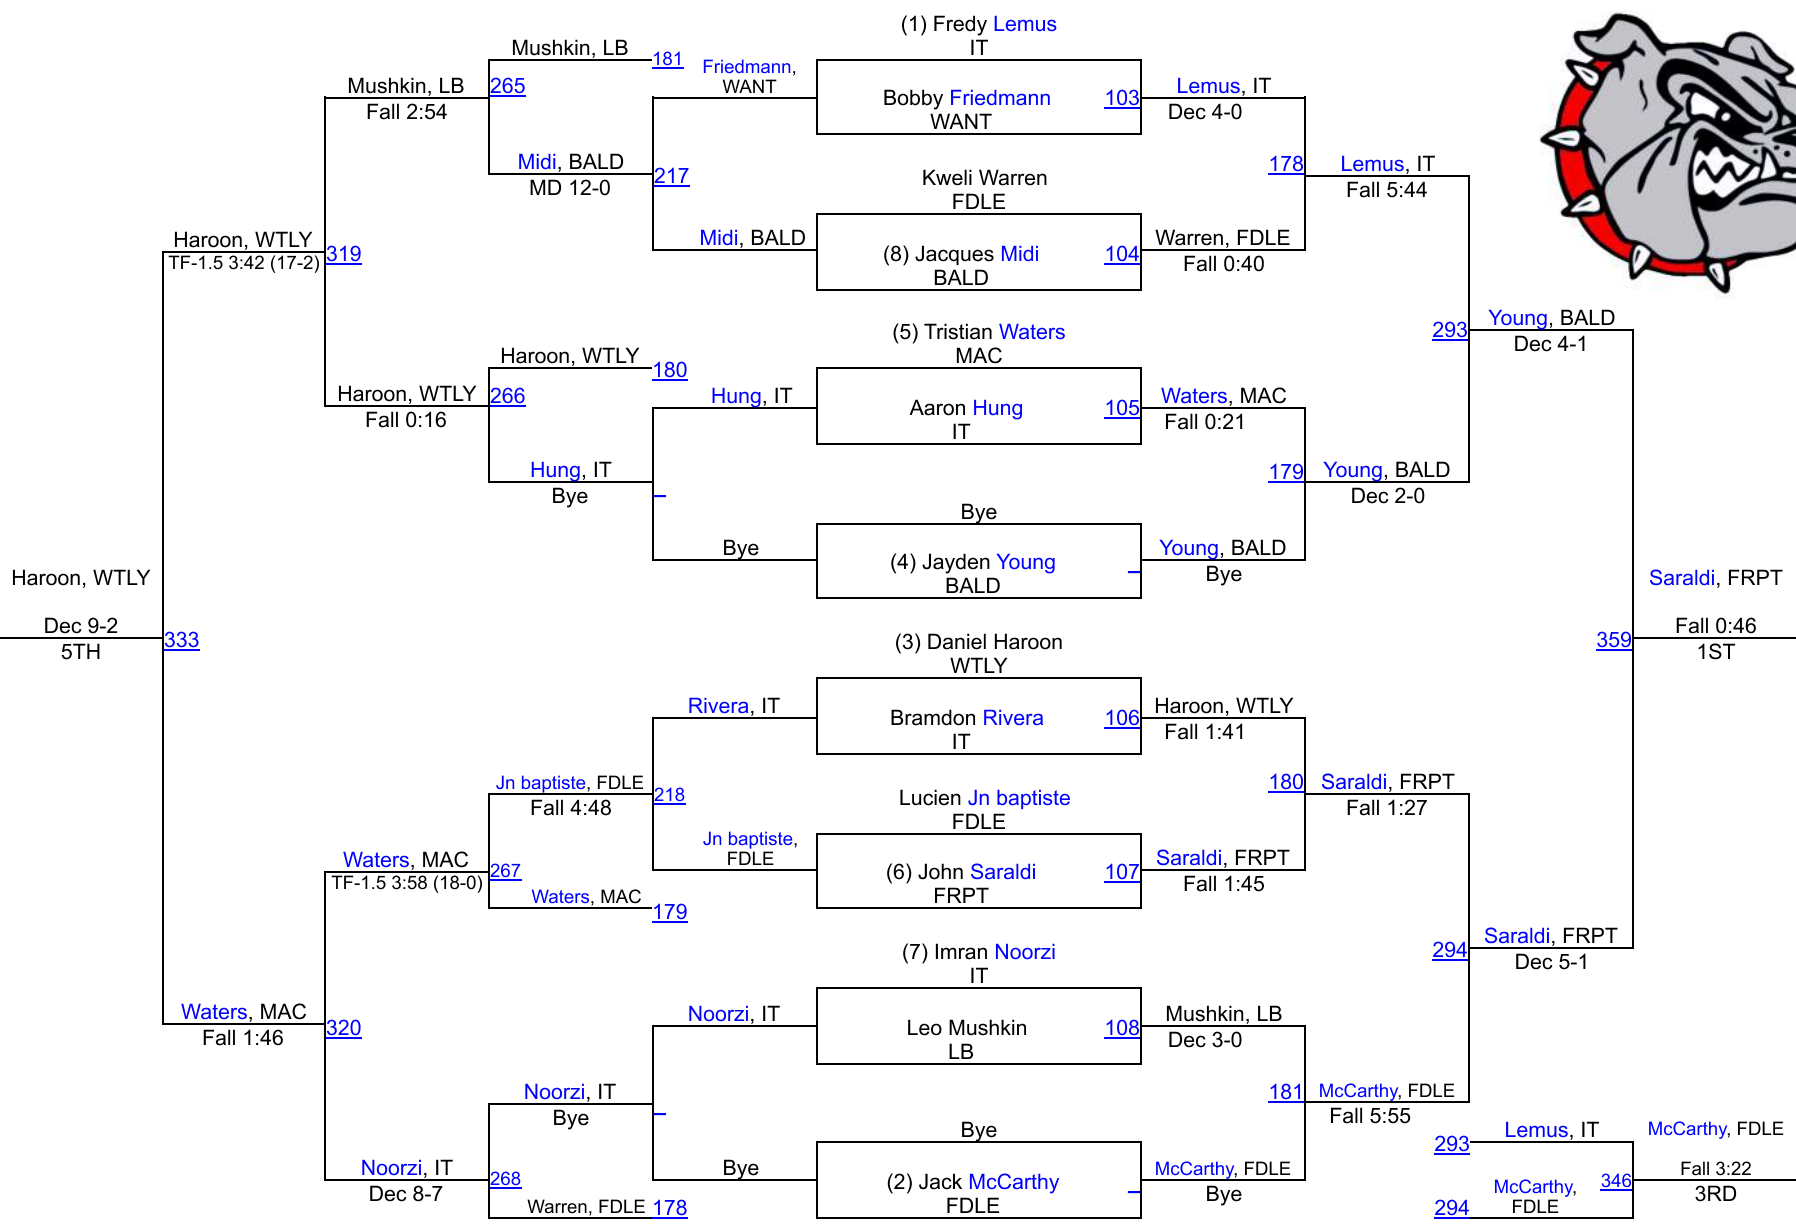 (1) Fredy Lemus
IT
Mushkin, LB
181
Friedmann,
WANT
Mushkin, LB
265
Fall 2:54
Bobby Friedmann
103
WANT
Lemus, IT
Dec 4-0
Midi, BALD
217
MD 12-0
178
Lemus, IT
Fall 5:44
Kweli Warren
FDLE
Haroon, WTLY
319
TF-1.5 3:42 (17-2)
Midi, BALD
(8) Jacques Midi
104
BALD
Warren, FDLE
Fall 0:40
(5) Tristian Waters
MAC
293
Young, BALD
Dec 4-1
Haroon, WTLY
180
Haroon, WTLY
266
Fall 0:16
Hung, IT
Aaron Hung
105
IT
Waters, MAC
Fall 0:21
Hung, IT
Bye
179
Young, BALD
Dec 2-0
Bye
Bye
(4) Jayden Young
BALD
Young, BALD
Bye
Haroon, WTLY
Dec 9-2
333
5TH
Saraldi, FRPT
359
Fall 0:46
1ST
(3) Daniel Haroon
WTLY
Rivera, IT
Bramdon Rivera
106
IT
Haroon, WTLY
Fall 1:41
Jn baptiste, FDLE
218
Fall 4:48
180
Saraldi, FRPT
Fall 1:27
Lucien Jn baptiste
FDLE
Jn baptiste,
FDLE
Waters, MAC
267
TF-1.5 3:58 (18-0)
(6) John Saraldi
107
FRPT
Saraldi, FRPT
Fall 1:45
Waters, MAC
179
(7) Imran Noorzi
IT
294
Saraldi, FRPT
Dec 5-1
Waters, MAC
320
Fall 1:46
Noorzi, IT
Leo Mushkin
108
LB
Mushkin, LB
Dec 3-0
Noorzi, IT
Bye
181
McCarthy, FDLE
Fall 5:55
Bye
293
Lemus, IT
McCarthy, FDLE
Noorzi, IT
268
Dec 8-7
Bye
(2) Jack McCarthy
FDLE
McCarthy, FDLE
Bye
346
Fall 3:22
3RD
Warren, FDLE
178
294
McCarthy,
FDLE